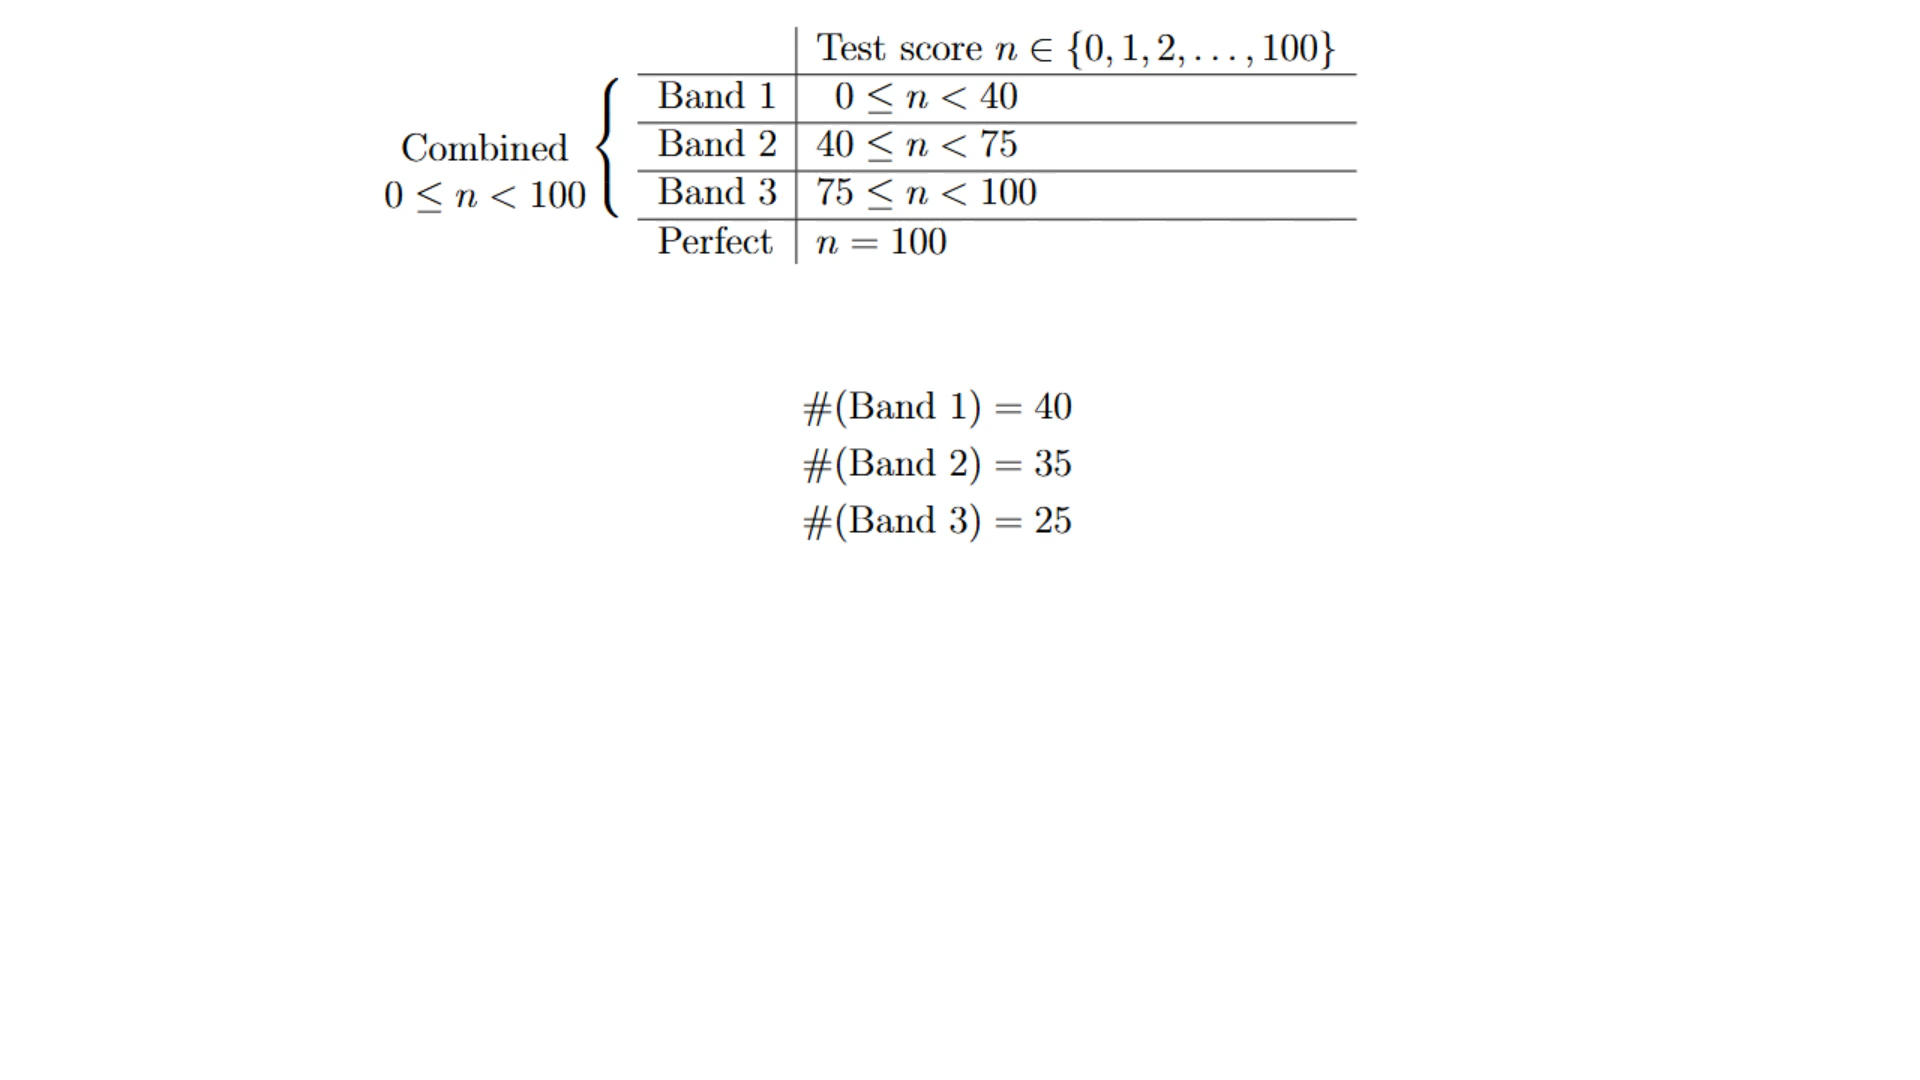 Test score n ∈ {0, 1, 2, . . . , 100}
Band 1 0 ≤ n < 40
Combined
0 ≤ n < 100
Band 2 40 ≤ n < 75
Band 3 75 ≤ n < 100
Perfect n = 100
#(Band 1) = 40
#(Band 2) = 35
#(Band 3) = 25